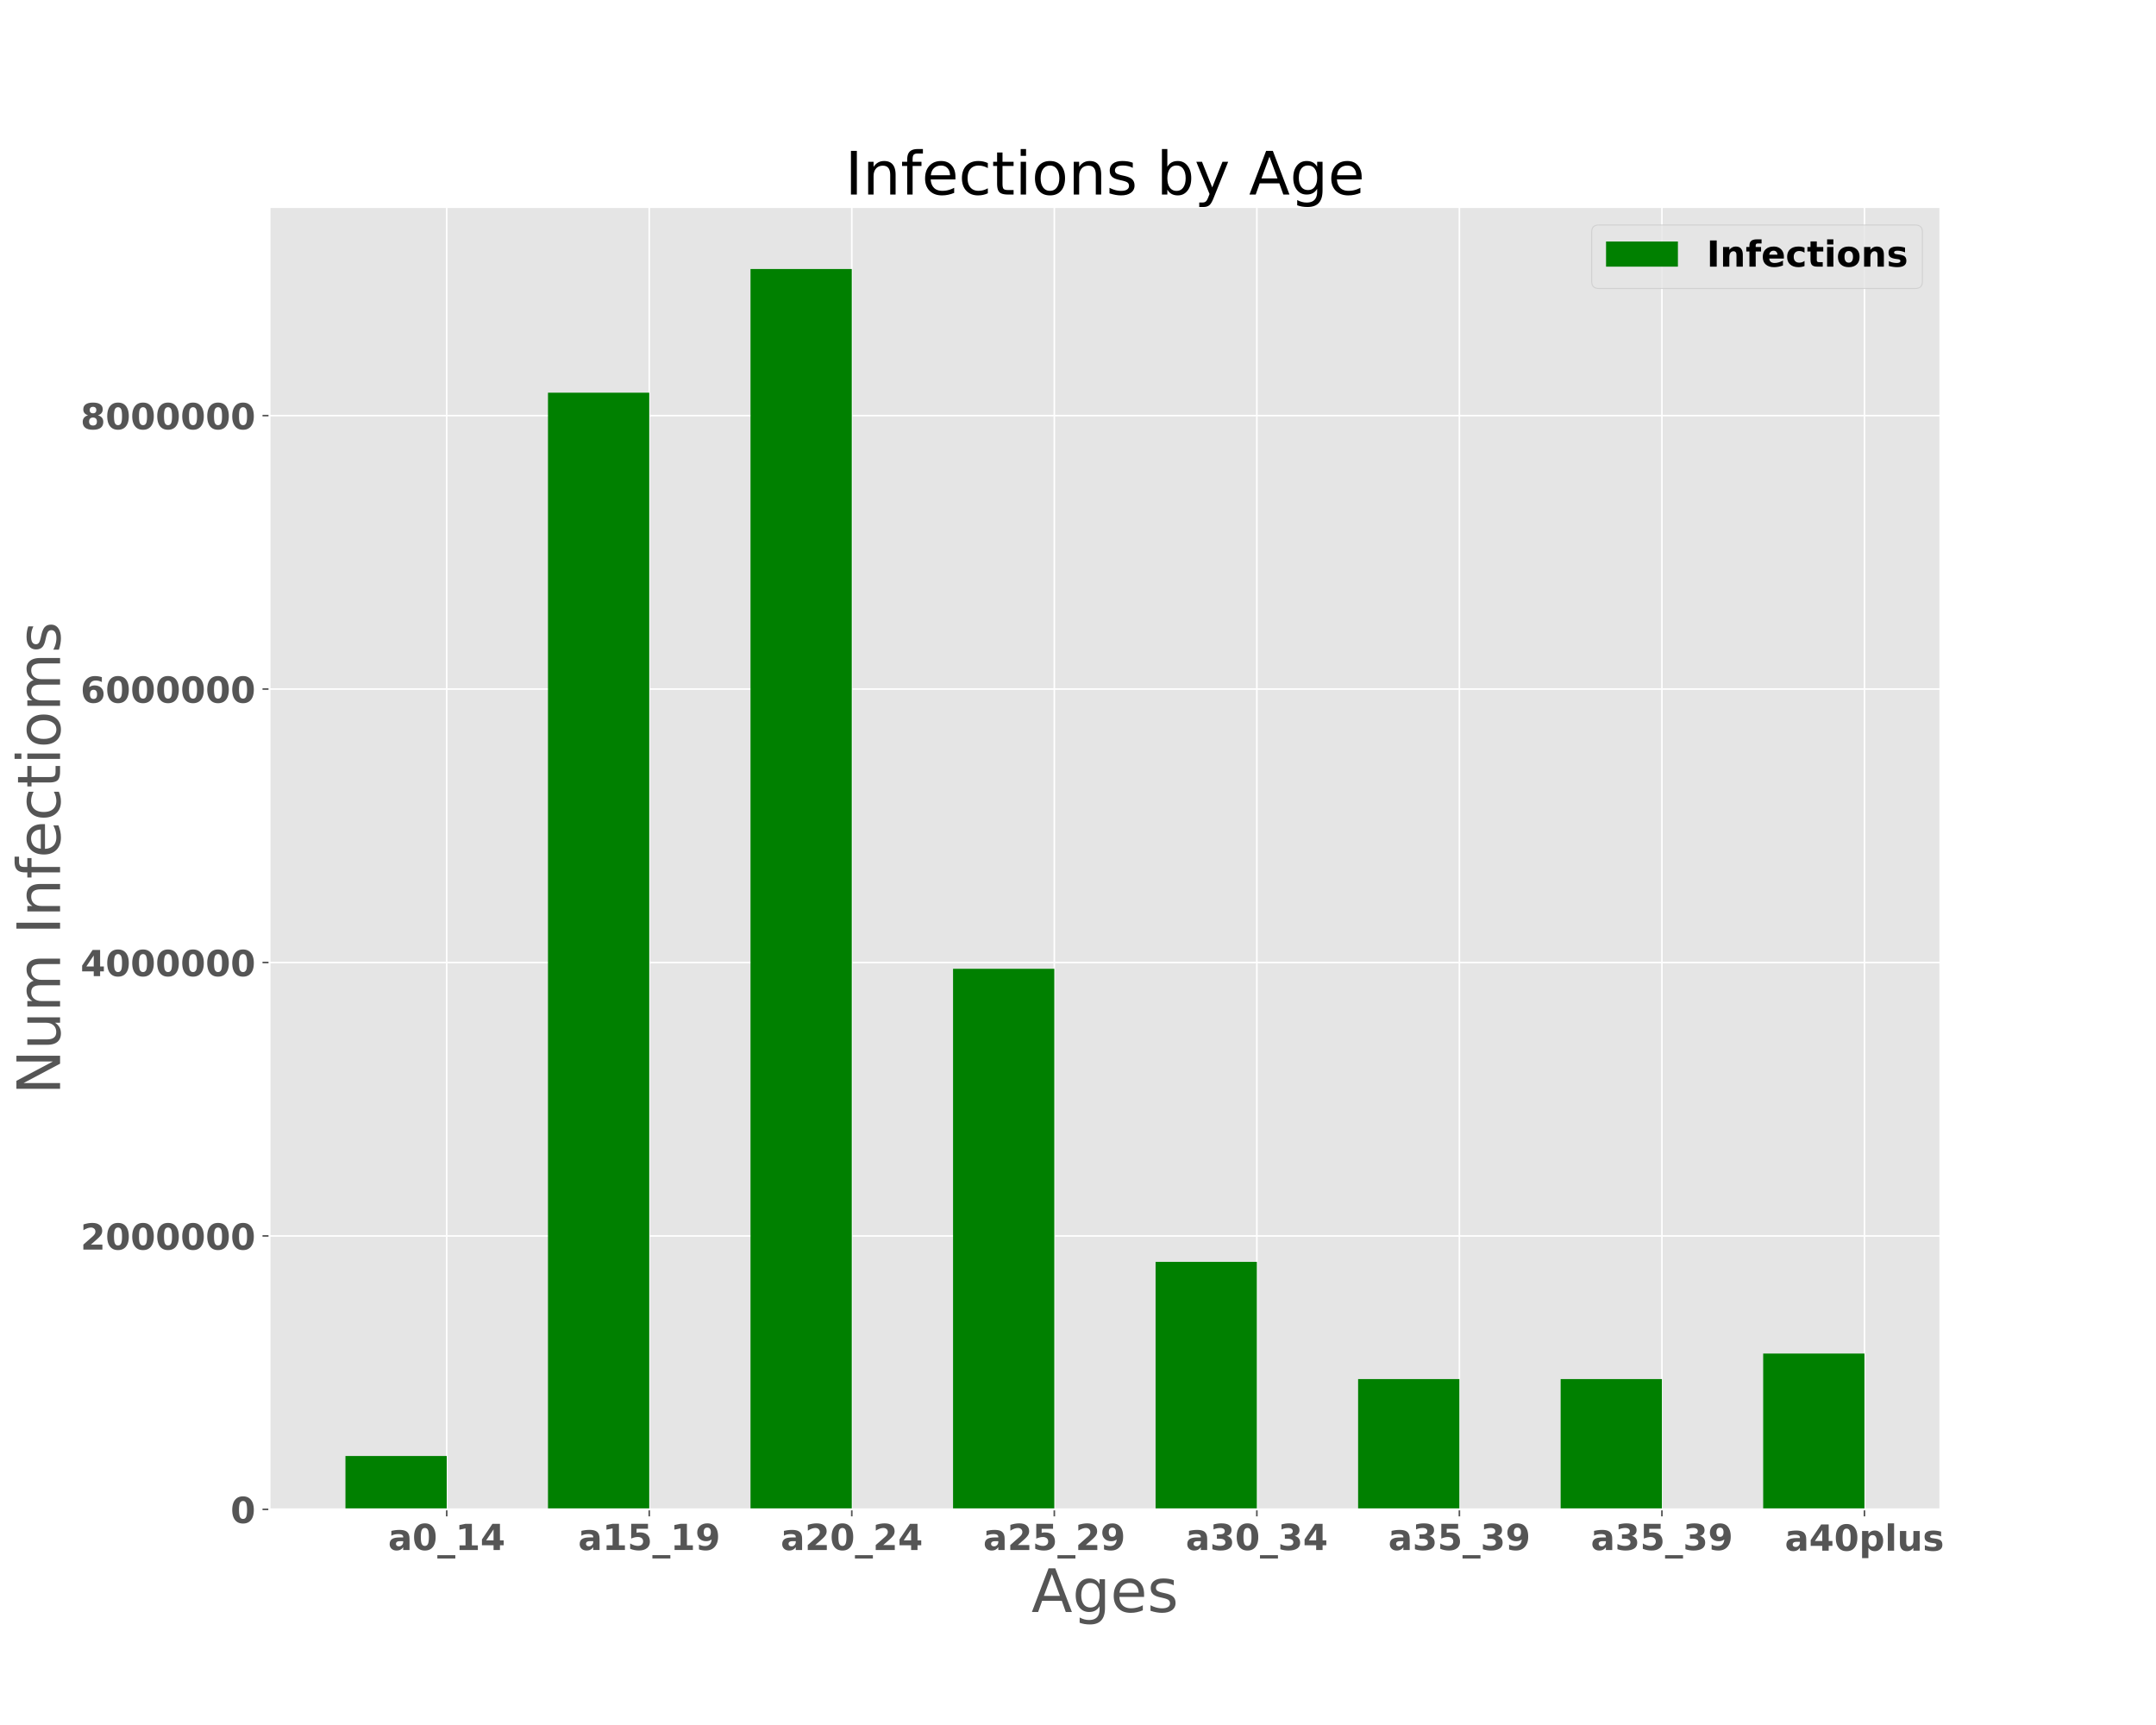 Infections by Age
Infections
8000000
6000000
4000000
2000000
0
Num Infections
a0_14 a15_19 a20_24 a25_29 a30_34 a35_39 a35_39 a40plus
Ages